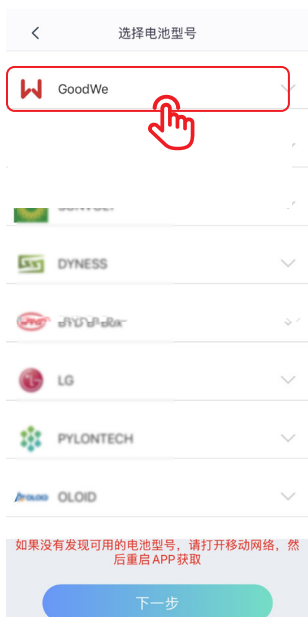 选择电池型号
GoodWe
DYNESS
LG
PYLONTECH
OLOID
如果没有发现可用的电池型号，请打开移动网络，然
后重启APP获取
下一步